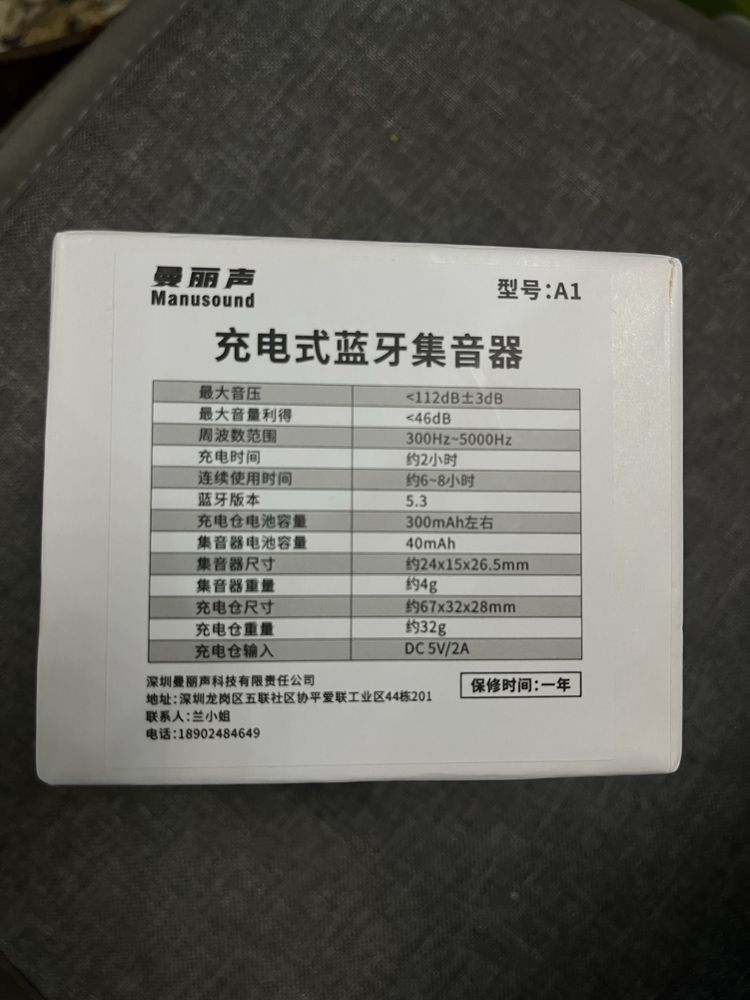 曼丽声
Manusound
型号:A1
充电式蓝牙集音器
最大音压 <112dB±3dB
最大音量利得 <46dB
周波数范围 300Hz~5000Hz
充电时间 约2小时
连续使用时间 约6~8小时
蓝牙版本 5.3
充电仓电池容量 300mAh左右
集音器电池容量 40mAh
集音器尺寸 约24x15x26.5mm
集音器重量 约4g
充电仓尺寸 约67x32x28mm
充电仓重量 约32g
充电仓输入 DC 5V/2A
深圳曼丽声科技有限责任公司
地址:深圳龙岗区五联社区协平爱联工业区44栋201
联系人:兰小姐
电话:18902484649
保修时间:一年